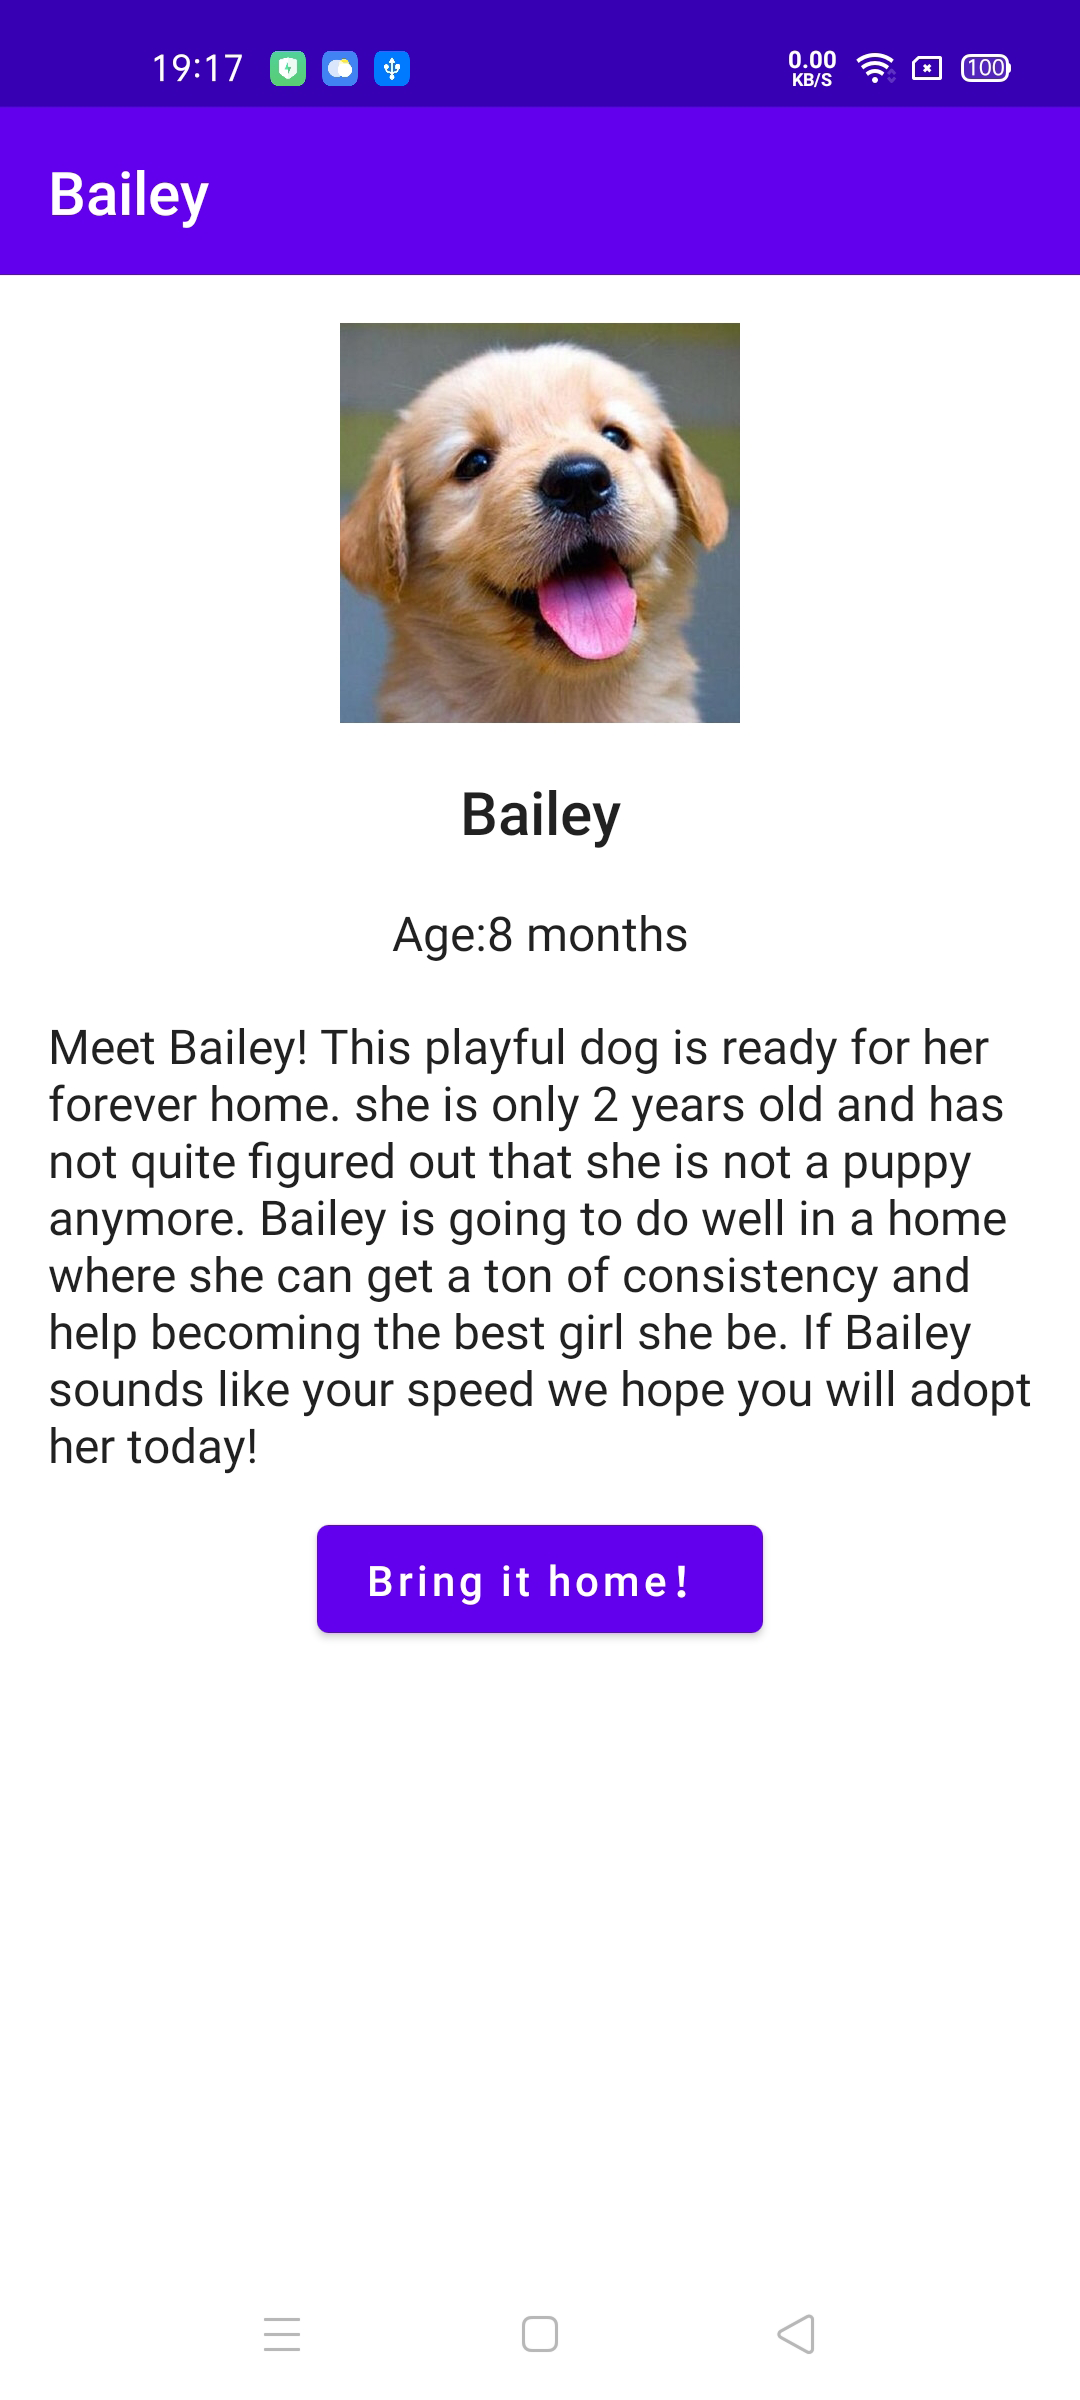 19:17
0.00
KB/S
100
Bailey
Bailey
Age:8 months
Meet Bailey! This playful dog is ready for her
forever home. she is only 2 years old and has
not quite figured out that she is not a puppy
anymore. Bailey is going to do well in a home
where she can get a ton of consistency and
help becoming the best girl she be. If Bailey
sounds like your speed we hope you will adopt
her today!
Bring it home！